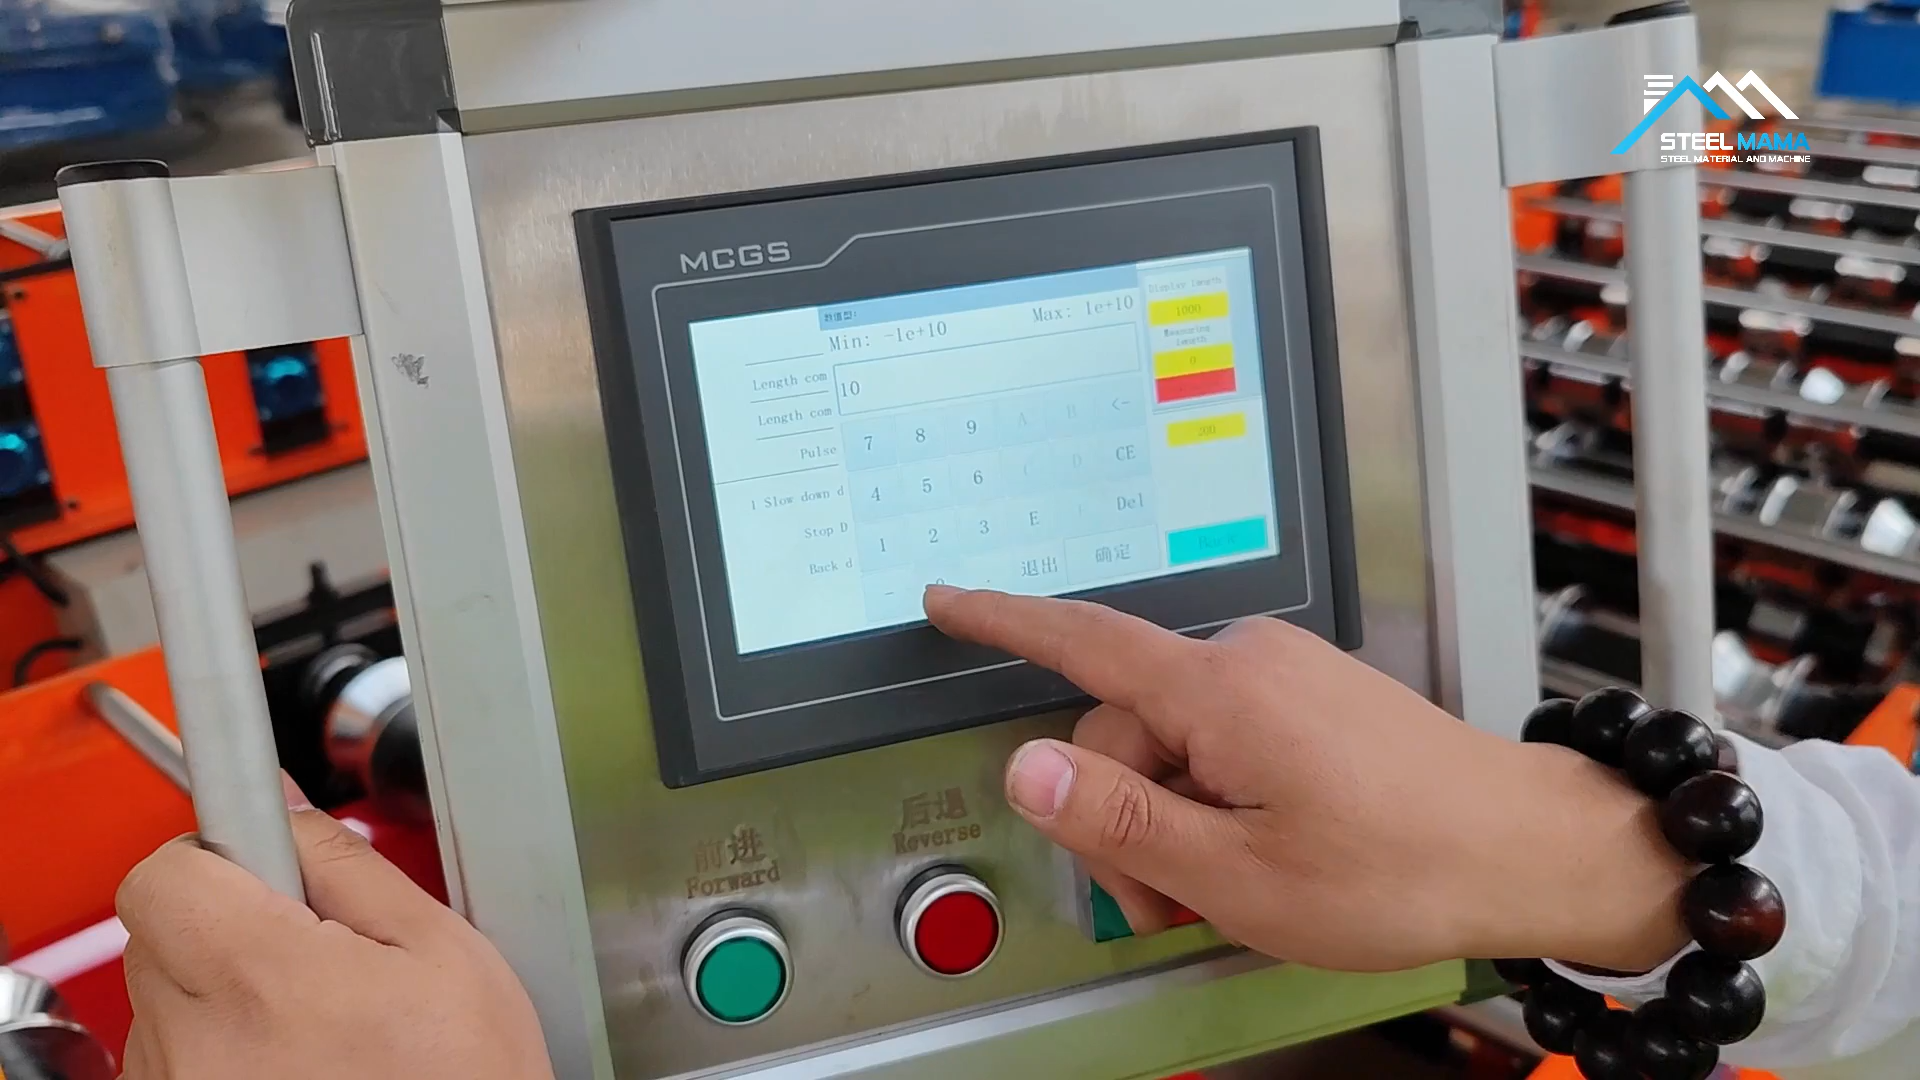 STEEL MAMA
STEEL MATERIAL AND MACHINE
MCGS
数值型:
Min: -1e+10
Max: 1e+10
Display length
1000
Measuring
length
0
200
Length com
10
Length com
Pulse
1 Slow down d
Stop D
Back d
7 8 9 A B <-
4 5 6 C D CE
1 2 3 E Del
- 0 . 退出 确定
Back
前进
Forward
后退
Reverse